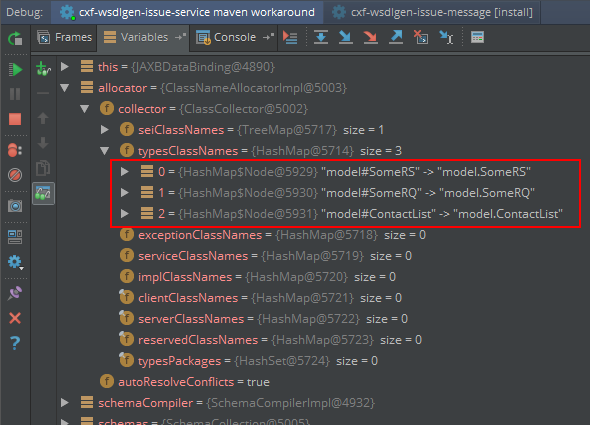 Debug: cxf-wsdlgen-issue-service maven workaround cxf-wsdlgen-issue-message [install]
Frames Variables Console
this = {JAXBDataBinding@4890}
allocator = {ClassNameAllocatorImpl@5003}
collector = {ClassCollector@5002}
seiClassNames = {TreeMap@5717} size = 1
typesClassNames = {HashMap@5714} size = 3
0 = {HashMap$Node@5929} "model#SomeRS" -> "model.SomeRS"
1 = {HashMap$Node@5930} "model#SomeRQ" -> "model.SomeRQ"
2 = {HashMap$Node@5931} "model#ContactList" -> "model.ContactList"
exceptionClassNames = {HashMap@5718} size = 0
serviceClassNames = {HashMap@5719} size = 0
implClassNames = {HashMap@5720} size = 0
clientClassNames = {HashMap@5721} size = 0
serverClassNames = {HashMap@5722} size = 0
reservedClassNames = {HashMap@5723} size = 0
typesPackages = {HashSet@5724} size = 0
autoResolveConflicts = true
schemaCompiler = {SchemaCompilerImpl@4932}
schemas = {SchemaCollection@5005}